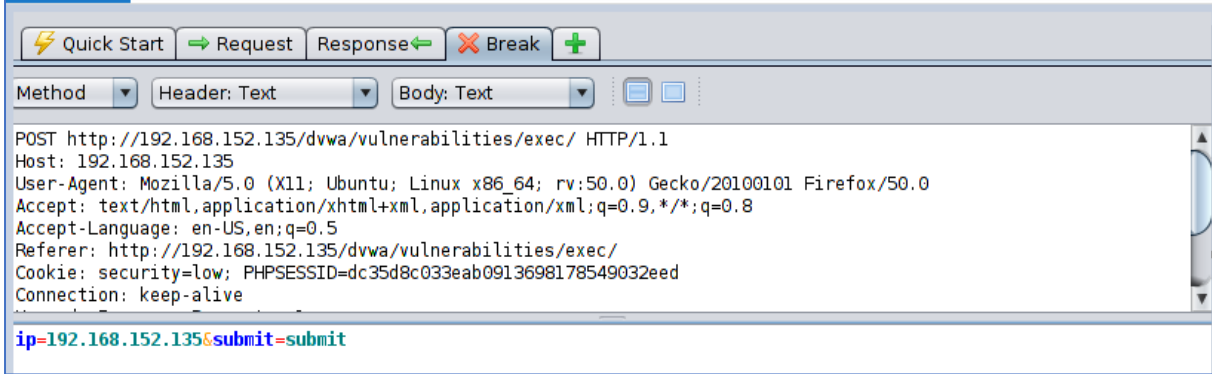 Quick Start Request Response Break
Method Header: Text Body: Text
POST http://192.168.152.135/dvwa/vulnerabilities/exec/ HTTP/1.1
Host: 192.168.152.135
User-Agent: Mozilla/5.0 (X11; Ubuntu; Linux x86_64; rv:50.0) Gecko/20100101 Firefox/50.0
Accept: text/html,application/xhtml+xml,application/xml;q=0.9,*/*;q=0.8
Accept-Language: en-US,en;q=0.5
Referer: http://192.168.152.135/dvwa/vulnerabilities/exec/
Cookie: security=low; PHPSESSID=dc35d8c033eab0913698178549032eed
Connection: keep-alive
ip=192.168.152.135&submit=submit